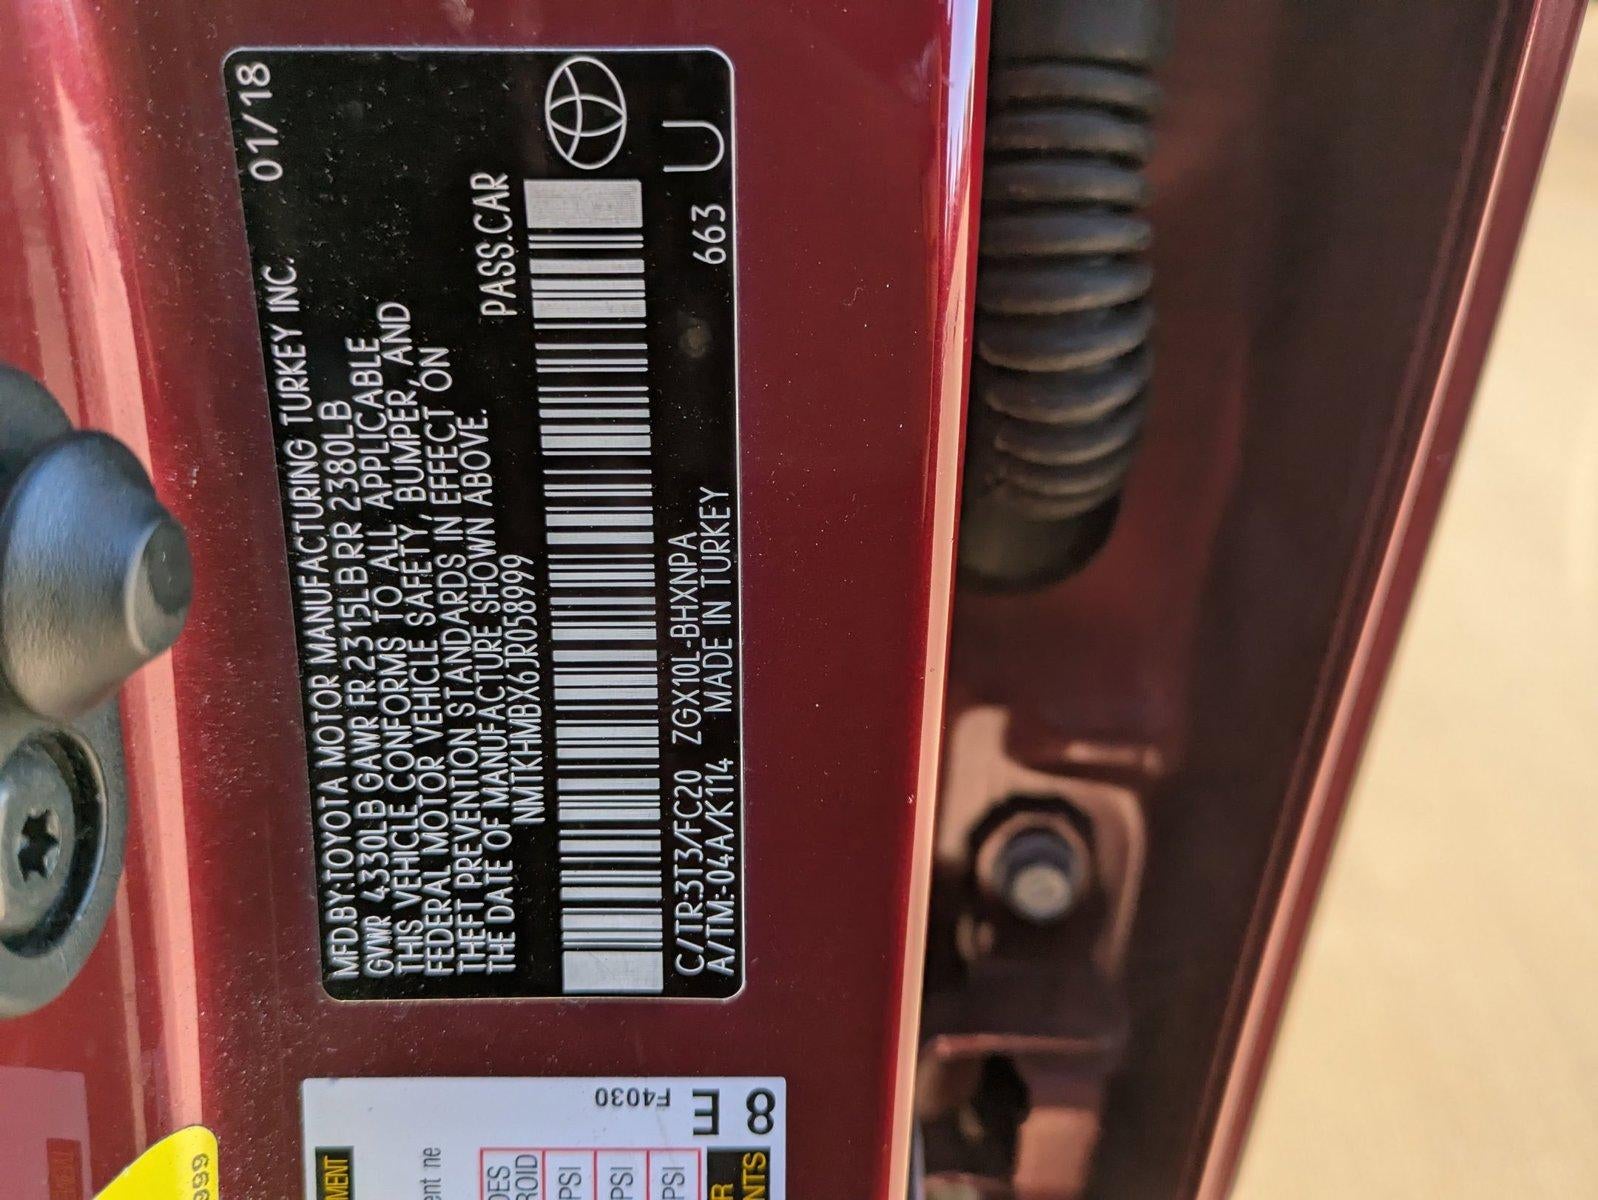 MFD.BY:TOYOTA MOTOR MANUFACTURING TURKEY INC. 01/18
GVWR 4330LB GAWR FR 2315LB RR 2380LB
THIS VEHICLE CONFORMS TO ALL APPLICABLE
FEDERAL MOTOR VEHICLE SAFETY, BUMPER, AND
THEFT PREVENTION STANDARDS IN EFFECT ON
THE DATE OF MANUFACTURE SHOWN ABOVE.
NMTKHMBX6JR058999 PASS.CAR
C/TR:3T3/FC20 ZGX10L-BHXNPA 663 U
A/TM:-04A/K114 MADE IN TURKEY
F4030
E
8
PSI
PSI
PSI